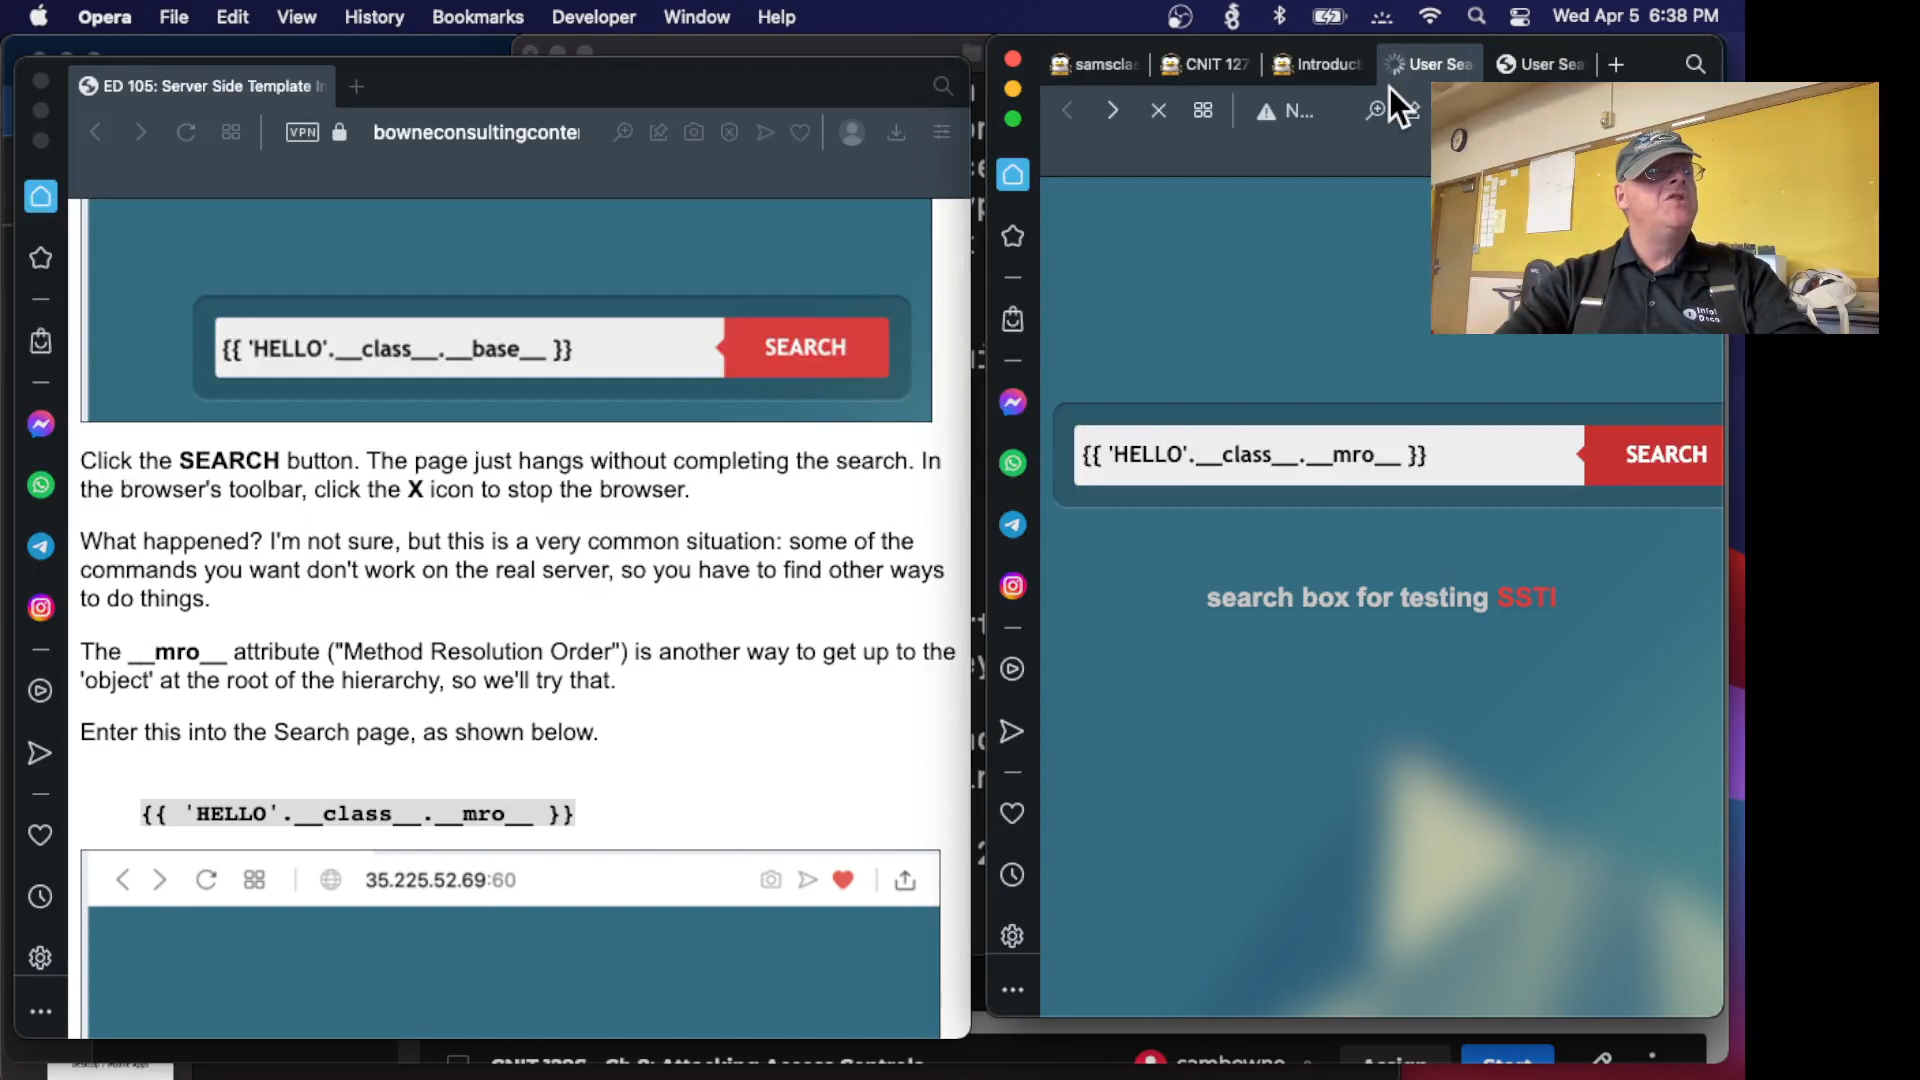 Opera File Edit View History Bookmarks Developer Window Help
Wed Apr 5 6:38 PM
ED 105: Server Side Template I
VPN
bowneconsultingconte
{{ 'HELLO'.__class__.__base__ }}
SEARCH
Click the SEARCH button. The page just hangs without completing the search. In
the browser's toolbar, click the X icon to stop the browser.
What happened? I'm not sure, but this is a very common situation: some of the
commands you want don't work on the real server, so you have to find other ways
to do things.
The __mro__ attribute ("Method Resolution Order") is another way to get up to the
'object' at the root of the hierarchy, so we'll try that.
Enter this into the Search page, as shown below.
{{ 'HELLO'.__class__.__mro__ }}
35.225.52.69:60
samsclas CNIT 127 Introduct User Sea User Sea
N...
{{ 'HELLO'.__class__.__mro__ }}
SEARCH
search box for testing SSTI